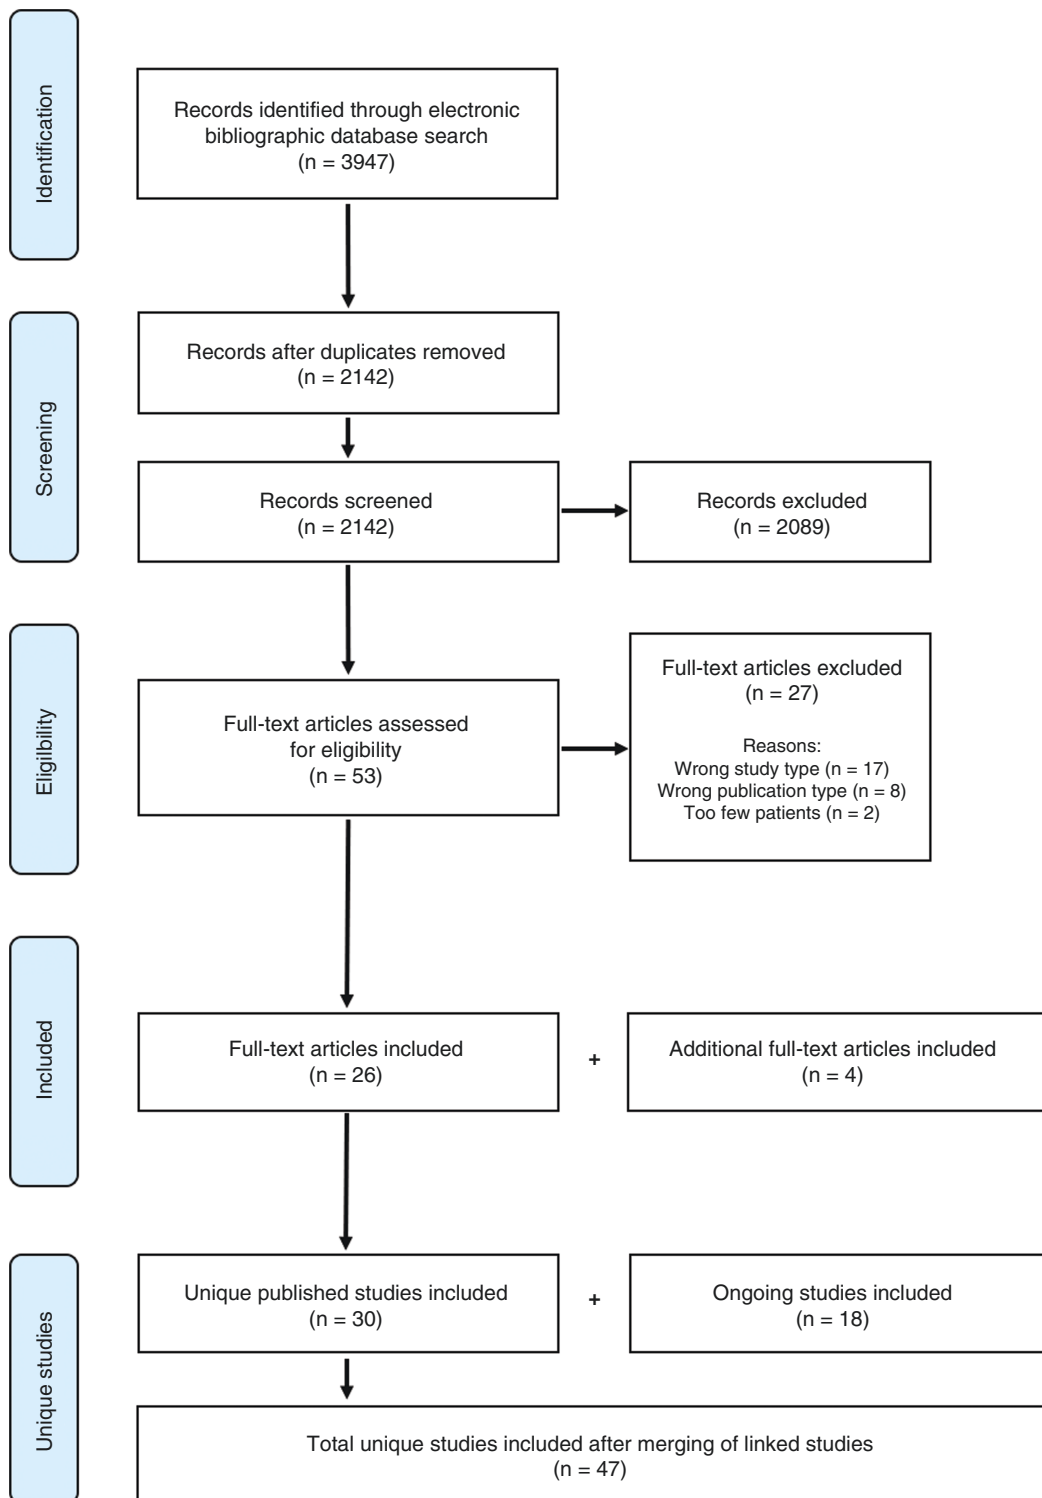 Identification
Records identified through electronic
bibliographic database search
(n = 3947)
Screening
Records after duplicates removed
(n = 2142)
Records screened
(n = 2142)
Records excluded
(n = 2089)
Eligilbility
Full-text articles assessed
for eligibility
(n = 53)
Full-text articles excluded
(n = 27)
Reasons:
Wrong study type (n = 17)
Wrong publication type (n = 8)
Too few patients (n = 2)
Included
Full-text articles included
(n = 26)
+
Additional full-text articles included
(n = 4)
Unique studies
Unique published studies included
(n = 30)
+
Ongoing studies included
(n = 18)
Total unique studies included after merging of linked studies
(n = 47)